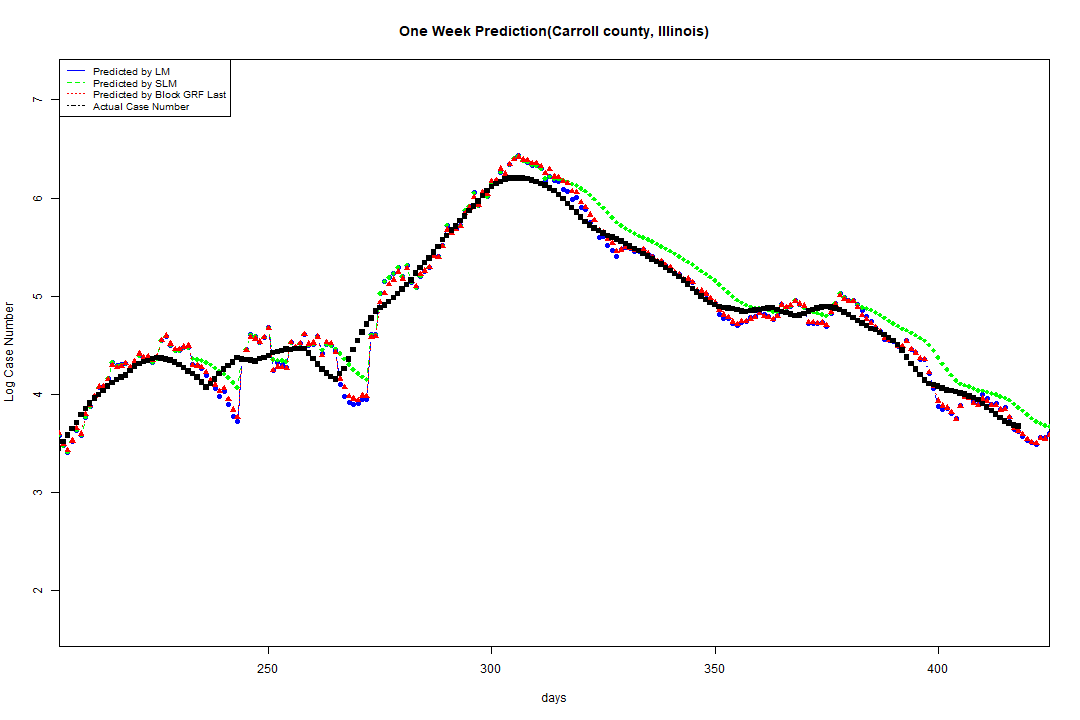 One Week Prediction(Carroll county, Illinois)
Predicted by LM
Predicted by SLM
Predicted by Block GRF Last
Actual Case Number
7
6
5
4
3
2
Log Case Number
250 300 350 400
days